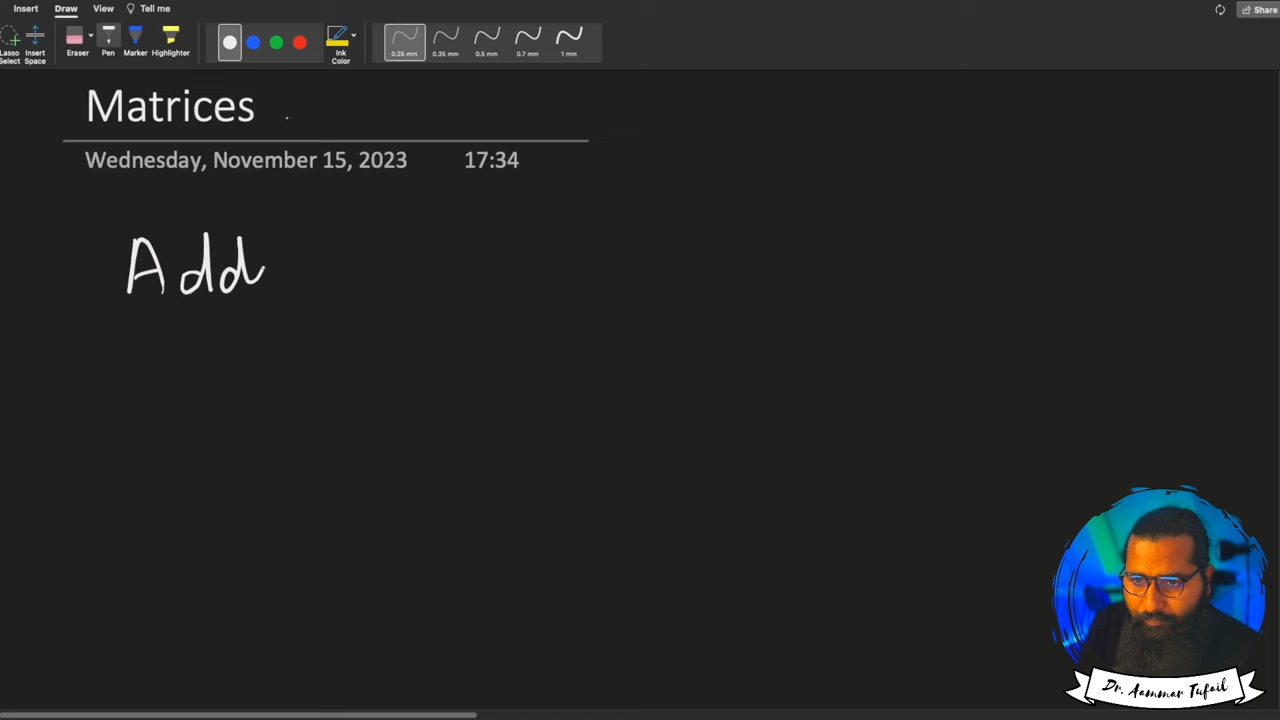 Insert Draw View Tell me
Share
Lasso Select
Insert Space
Eraser
Pen
Marker
Highlighter
Ink Color
0.25 mm 0.35 mm 0.5 mm 0.7 mm 1 mm
Matrices
Wednesday, November 15, 2023 17:34
Add
Dr. Aammar Tufail